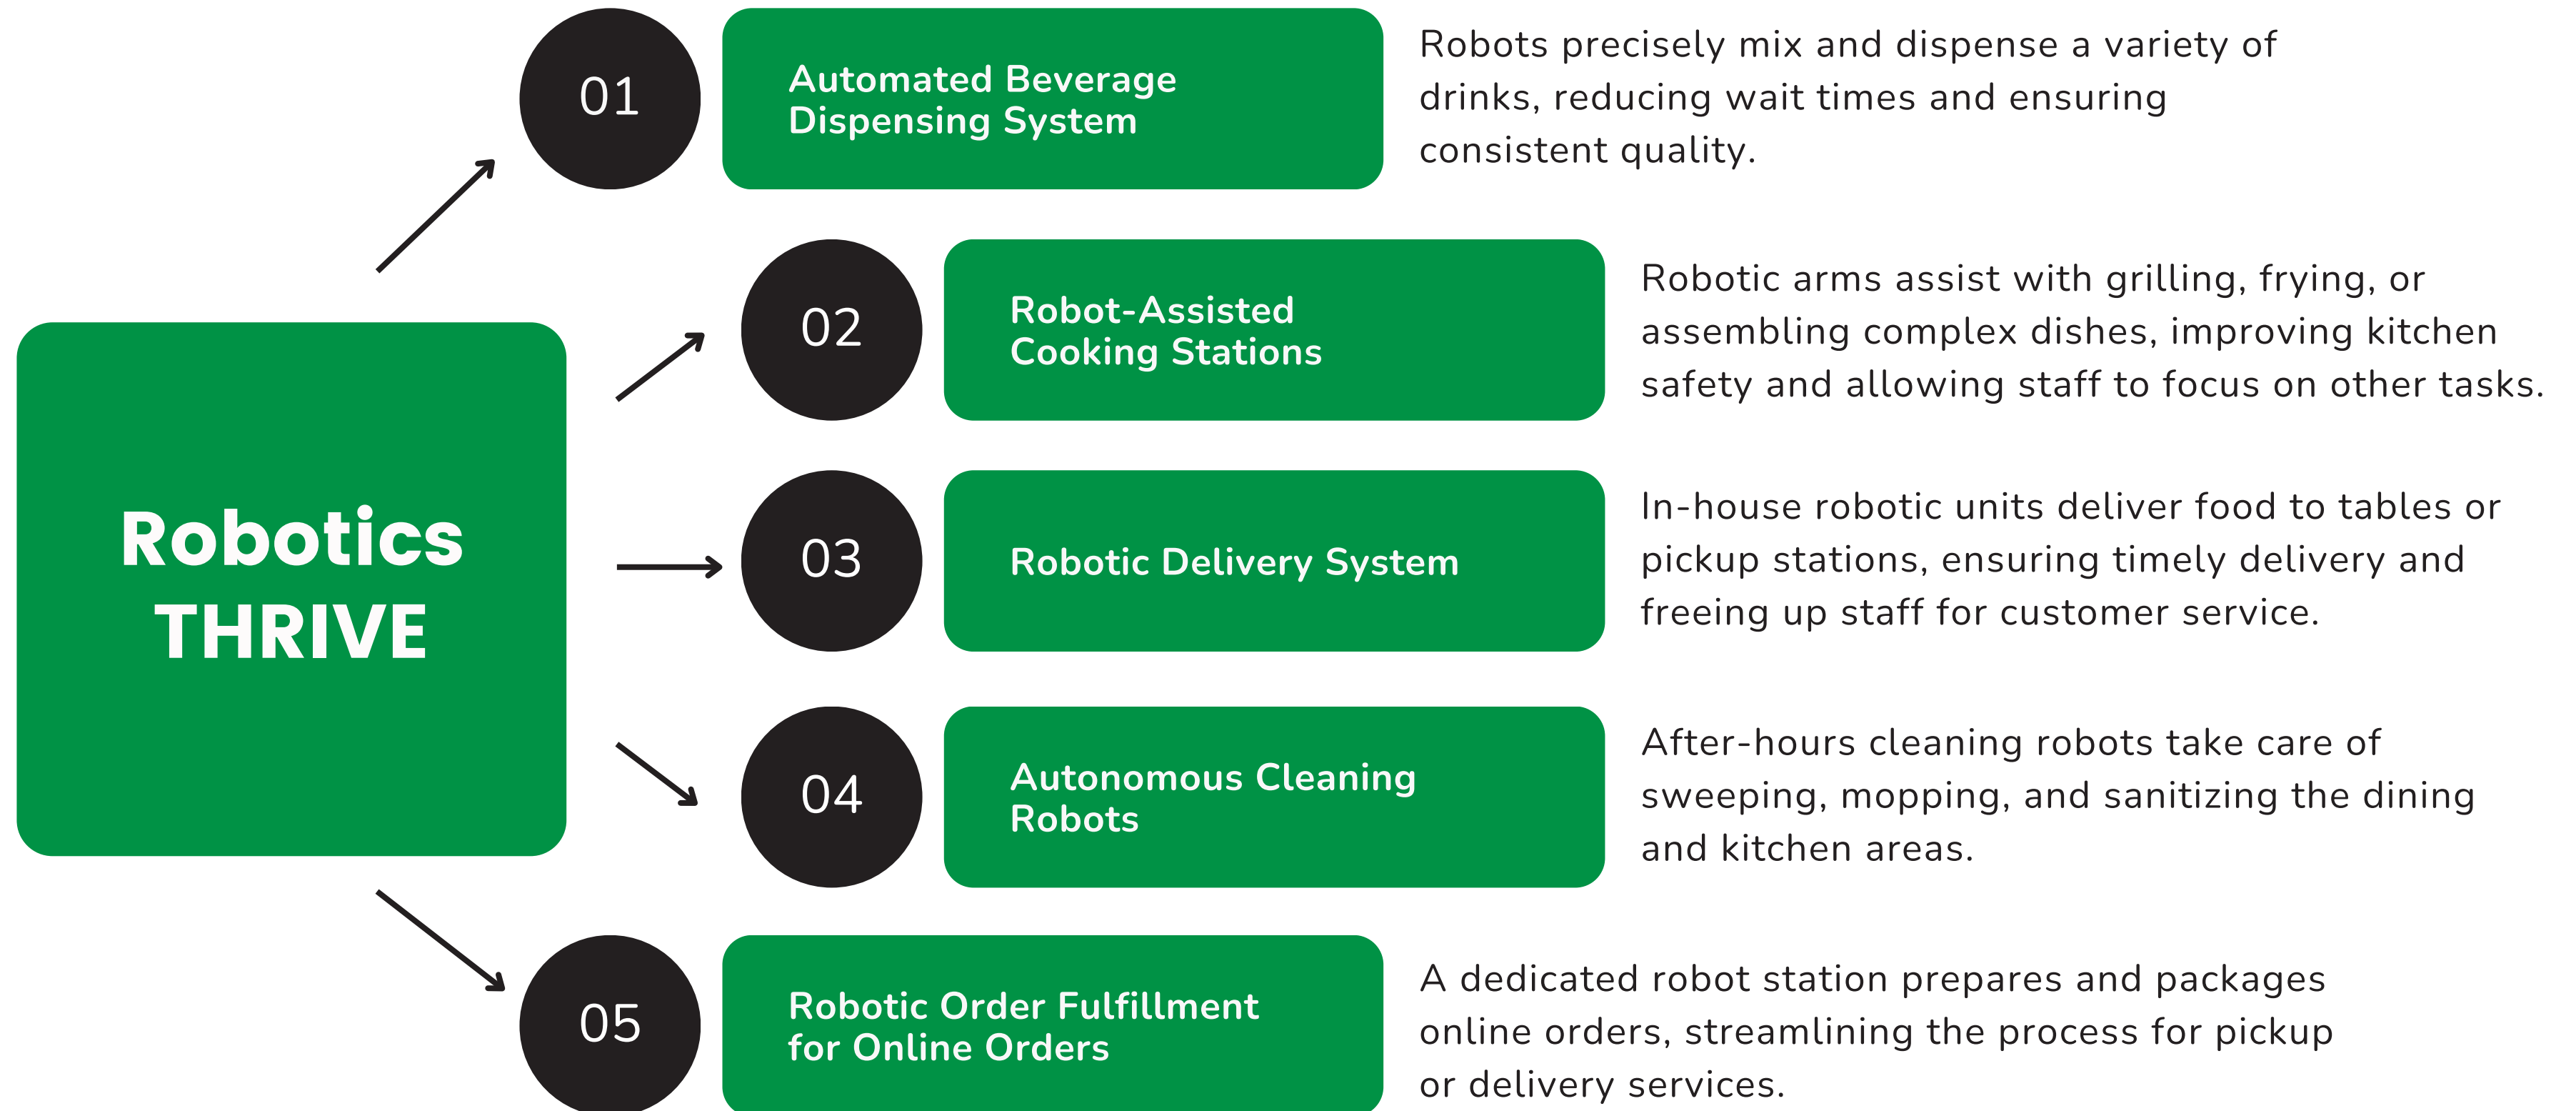 Robotics
THRIVE
01
Automated Beverage
Dispensing System
Robots precisely mix and dispense a variety of
drinks, reducing wait times and ensuring
consistent quality.
02
Robot-Assisted
Cooking Stations
Robotic arms assist with grilling, frying, or
assembling complex dishes, improving kitchen
safety and allowing staff to focus on other tasks.
03
Robotic Delivery System
In-house robotic units deliver food to tables or
pickup stations, ensuring timely delivery and
freeing up staff for customer service.
04
Autonomous Cleaning
Robots
After-hours cleaning robots take care of
sweeping, mopping, and sanitizing the dining
and kitchen areas.
05
Robotic Order Fulfillment
for Online Orders
A dedicated robot station prepares and packages
online orders, streamlining the process for pickup
or delivery services.